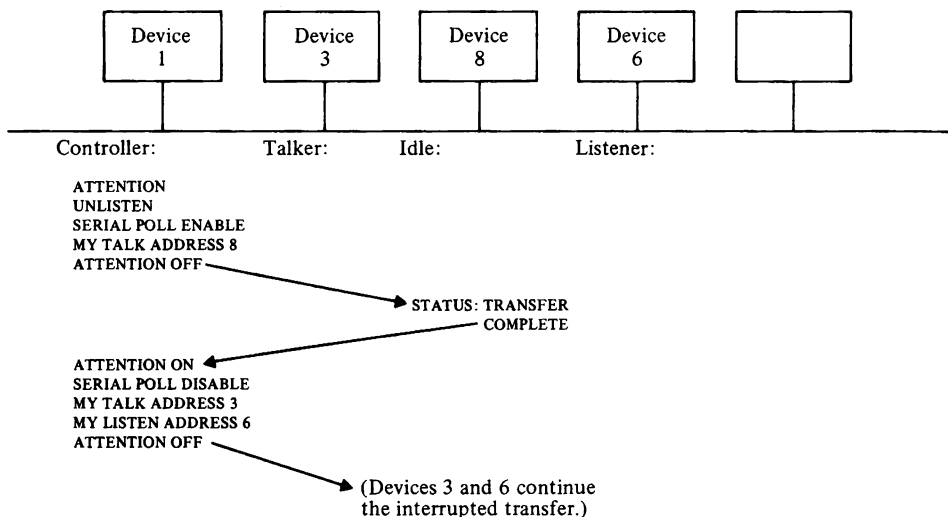 Device
1
Device
3
Device
8
Device
6
Controller:
Talker:
Idle:
Listener:
ATTENTION
UNLISTEN
SERIAL POLL ENABLE
MY TALK ADDRESS 8
ATTENTION OFF
STATUS: TRANSFER
COMPLETE
ATTENTION ON
SERIAL POLL DISABLE
MY TALK ADDRESS 3
MY LISTEN ADDRESS 6
ATTENTION OFF
(Devices 3 and 6 continue
the interrupted transfer.)